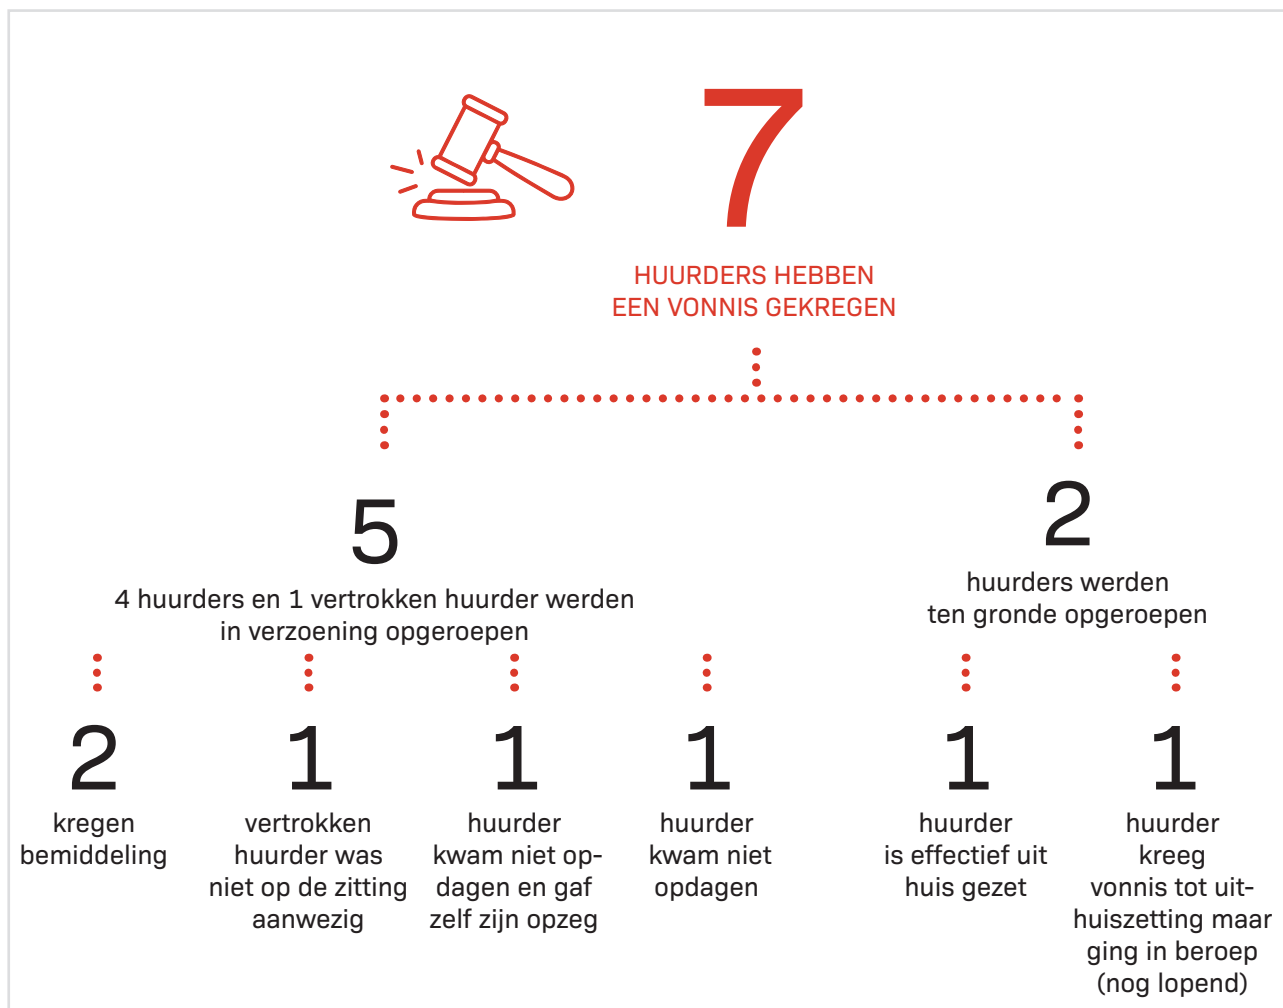 7
HUURDERS HEBBEN
EEN VONNIS GEKREGEN
5
4 huurders en 1 vertrokken huurder werden
in verzoening opgeroepen
2
huurders werden
ten gronde opgeroepen
2
kregen
bemiddeling
1
vertrokken
huurder was
niet op de zitting
aanwezig
1
huurder
kwam niet op-
dagen en gaf
zelf zijn opzeg
1
huurder
kwam niet
opdagen
1
huurder
is effectief uit
huis gezet
1
huurder
kreeg
vonnis tot uit-
huiszetting maar
ging in beroep
(nog lopend)